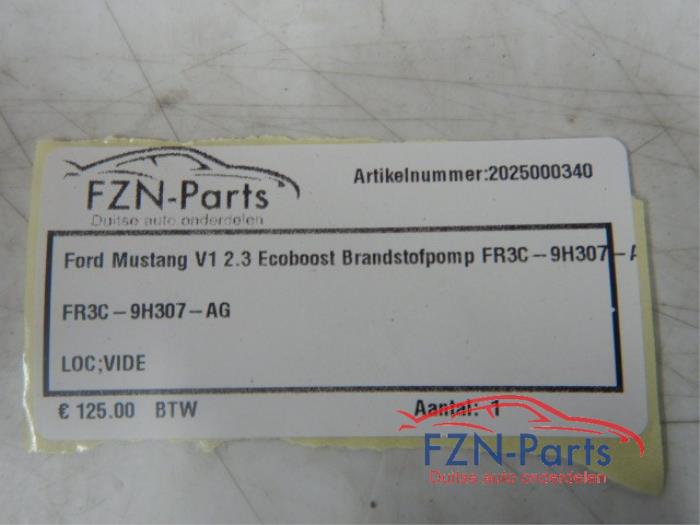 FZN-Parts
Duitse auto onderdelen
Artikelnummer:2025000340
Ford Mustang V1 2.3 Ecoboost Brandstofpomp FR3C-9H307-A
FR3C-9H307-AG
LOC;VIDE
€ 125.00 BTW
Aantal: 1
FZN-Parts
Duitse auto onderdelen